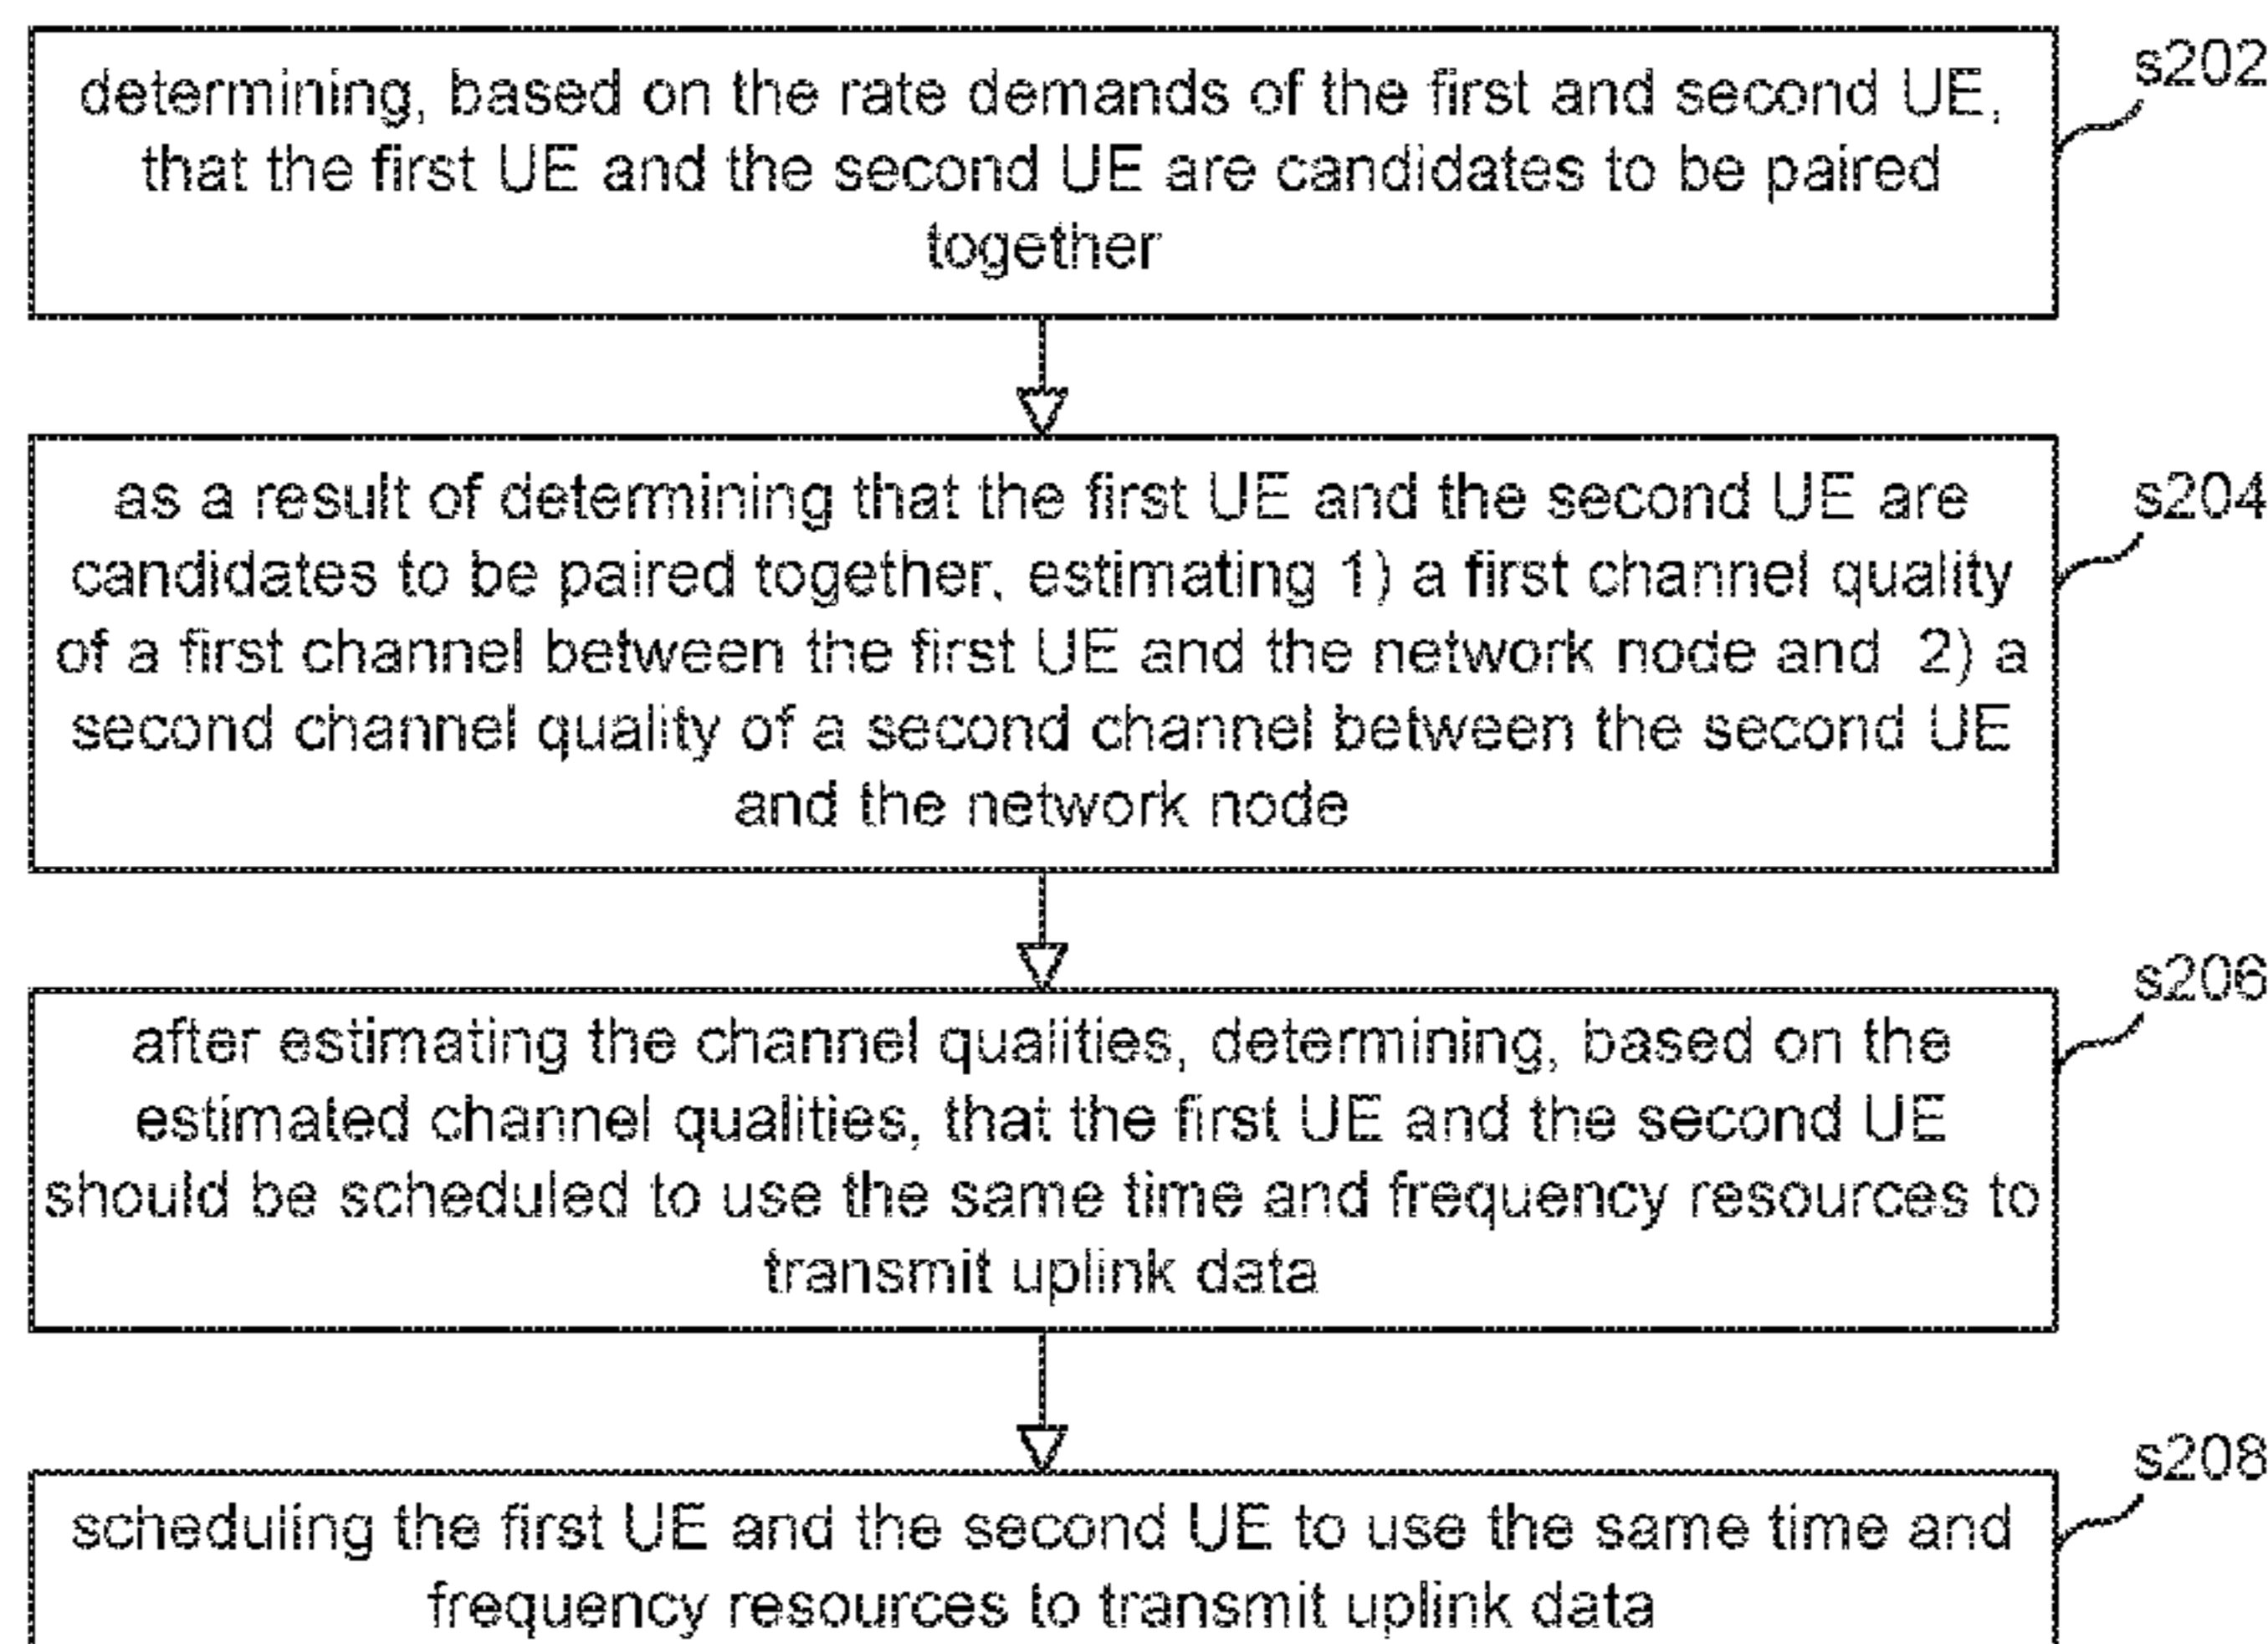 determining, based on the rate demands of the first and second UE,
that the first UE and the second UE are candidates to be paired
together
s202
as a result of determining that the first UE and the second UE are
candidates to be paired together, estimating 1) a first channel quality
of a first channel between the first UE and the network node and 2) a
second channel quality of a second channel between the second UE
and the network node
s204
after estimating the channel qualities, determining, based on the
estimated channel qualities, that the first UE and the second UE
should be scheduled to use the same time and frequency resources to
transmit uplink data
s206
scheduling the first UE and the second UE to use the same time and
frequency resources to transmit uplink data
s208